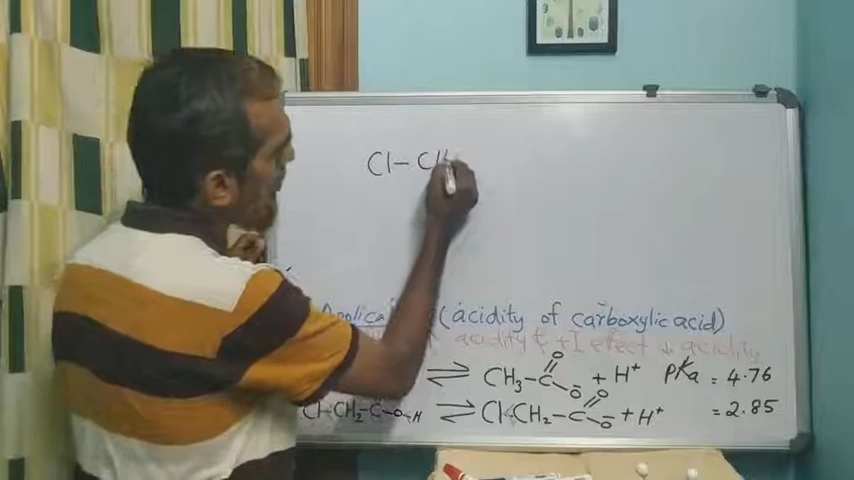 Cl – CH
Applica (acidity of carboxylic acid)
acidity & + I effect ↓ acidity
⇌ CH₃ – C = O – O⁻ + H⁺ PKa = 4.76
Cl – CH₂ – C – O – H ⇌ Cl CH₂ – C = O – O⁻ + H⁺ = 2.85